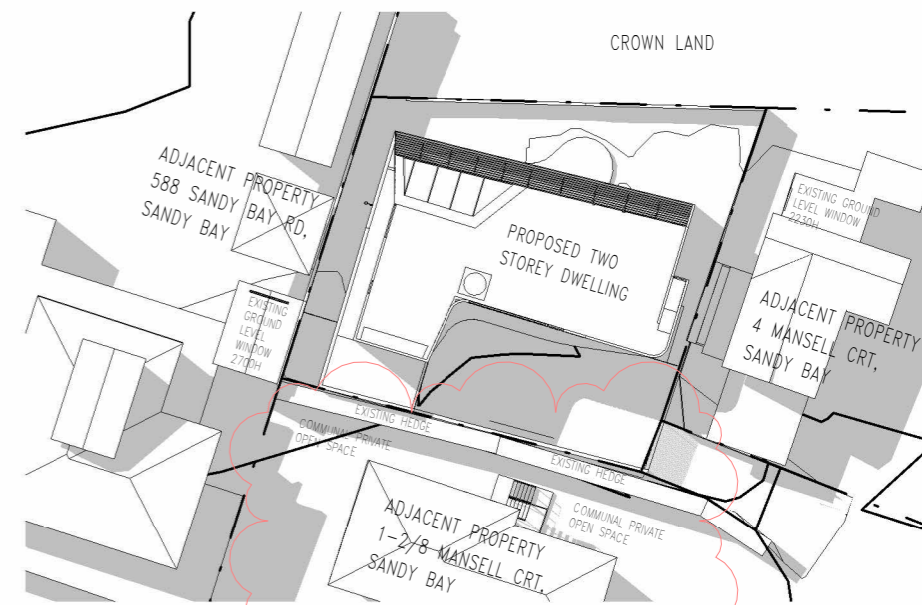 CROWN LAND
ADJACENT PROPERTY
588 SANDY BAY RD,
SANDY BAY
EXISTING GROUND
LEVEL WINDOW
2230H
PROPOSED TWO
STOREY DWELLING
ADJACENT PROPERTY
4 MANSELL CRT,
SANDY BAY
EXISTING
GROUND
LEVEL
WINDOW
2700H
EXISTING HEDGE
COMMUNAL PRIVATE
OPEN SPACE
EXISTING HEDGE
COMMUNAL PRIVATE
OPEN SPACE
ADJACENT PROPERTY
1-2/8 MANSELL CRT,
SANDY BAY